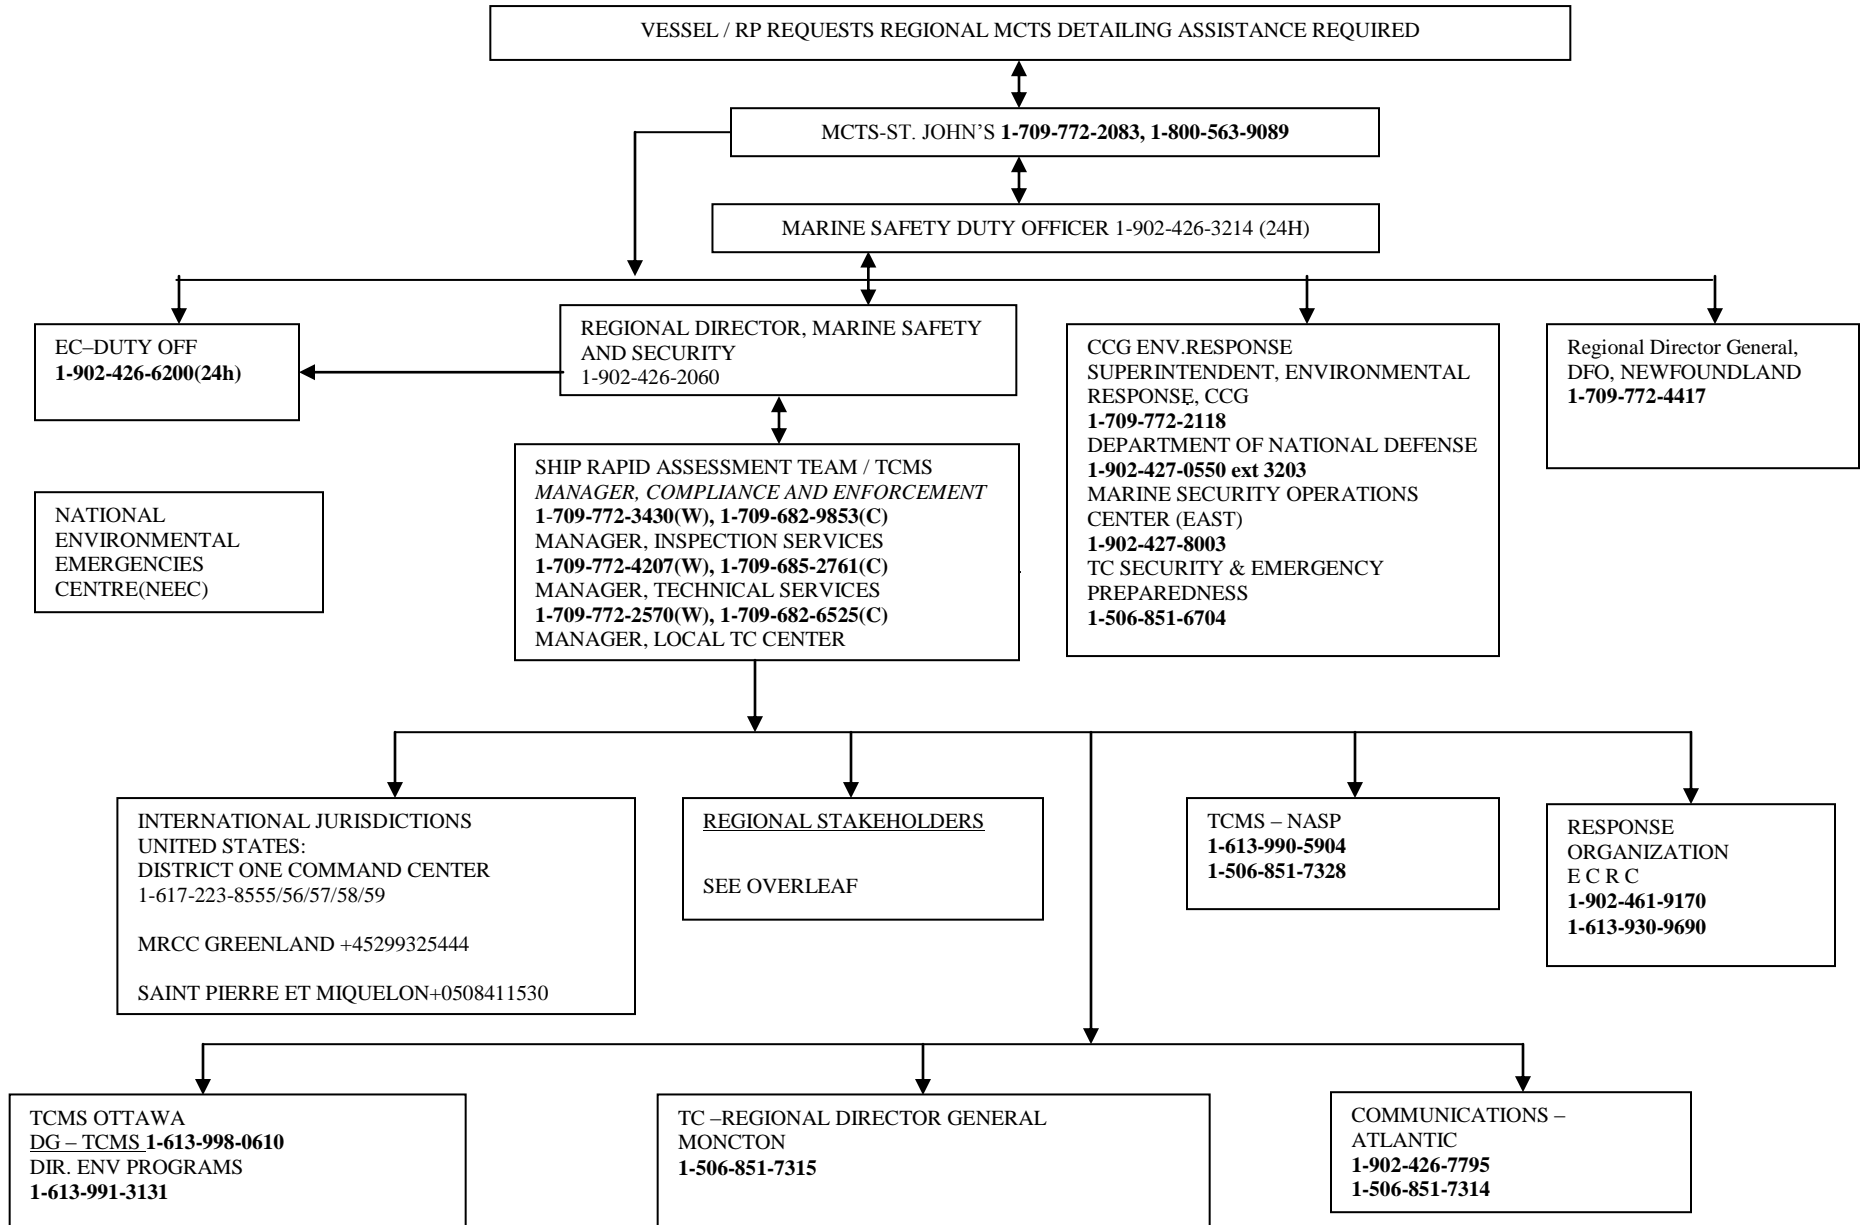 VESSEL / RP REQUESTS REGIONAL MCTS DETAILING ASSISTANCE REQUIRED
MCTS-ST. JOHN’S 1-709-772-2083, 1-800-563-9089
MARINE SAFETY DUTY OFFICER 1-902-426-3214 (24H)
EC–DUTY OFF
1-902-426-6200(24h)
REGIONAL DIRECTOR, MARINE SAFETY
AND SECURITY
1-902-426-2060
CCG ENV.RESPONSE
SUPERINTENDENT, ENVIRONMENTAL
RESPONSE, CCG
1-709-772-2118
DEPARTMENT OF NATIONAL DEFENSE
1-902-427-0550 ext 3203
MARINE SECURITY OPERATIONS
CENTER (EAST)
1-902-427-8003
TC SECURITY & EMERGENCY
PREPAREDNESS
1-506-851-6704
Regional Director General,
DFO, NEWFOUNDLAND
1-709-772-4417
NATIONAL
ENVIRONMENTAL
EMERGENCIES
CENTRE(NEEC)
SHIP RAPID ASSESSMENT TEAM / TCMS
MANAGER, COMPLIANCE AND ENFORCEMENT
1-709-772-3430(W), 1-709-682-9853(C)
MANAGER, INSPECTION SERVICES
1-709-772-4207(W), 1-709-685-2761(C)
MANAGER, TECHNICAL SERVICES
1-709-772-2570(W), 1-709-682-6525(C)
MANAGER, LOCAL TC CENTER
INTERNATIONAL JURISDICTIONS
UNITED STATES:
DISTRICT ONE COMMAND CENTER
1-617-223-8555/56/57/58/59
MRCC GREENLAND +45299325444
SAINT PIERRE ET MIQUELON+0508411530
REGIONAL STAKEHOLDERS
SEE OVERLEAF
TCMS – NASP
1-613-990-5904
1-506-851-7328
RESPONSE
ORGANIZATION
E C R C
1-902-461-9170
1-613-930-9690
TCMS OTTAWA
DG – TCMS 1-613-998-0610
DIR. ENV PROGRAMS
1-613-991-3131
TC –REGIONAL DIRECTOR GENERAL
MONCTON
1-506-851-7315
COMMUNICATIONS –
ATLANTIC
1-902-426-7795
1-506-851-7314